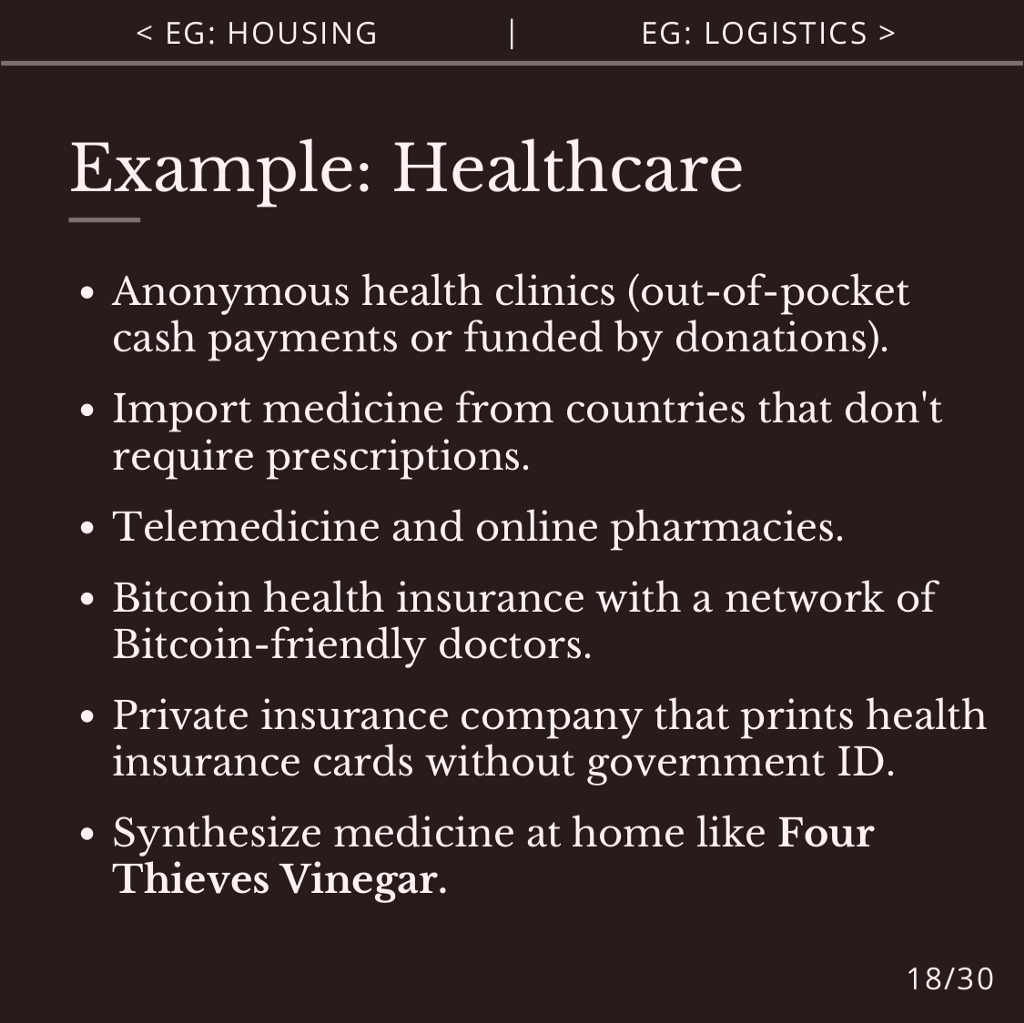 < EG: HOUSING | EG: LOGISTICS >
Example: Healthcare
• Anonymous health clinics (out-of-pocket
cash payments or funded by donations).
• Import medicine from countries that don't
require prescriptions.
• Telemedicine and online pharmacies.
• Bitcoin health insurance with a network of
Bitcoin-friendly doctors.
• Private insurance company that prints health
insurance cards without government ID.
• Synthesize medicine at home like Four
Thieves Vinegar.
18/30